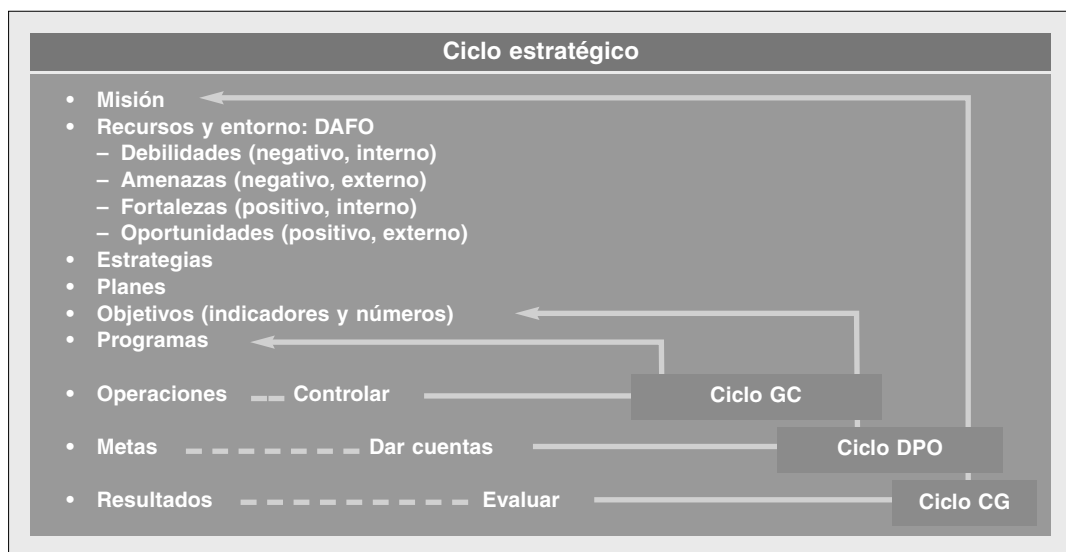 Ciclo estratégico
• Misión
• Recursos y entorno: DAFO
– Debilidades (negativo, interno)
– Amenazas (negativo, externo)
– Fortalezas (positivo, interno)
– Oportunidades (positivo, externo)
• Estrategias
• Planes
• Objetivos (indicadores y números)
• Programas
• Operaciones Controlar Ciclo GC
• Metas Dar cuentas Ciclo DPO
• Resultados Evaluar Ciclo CG